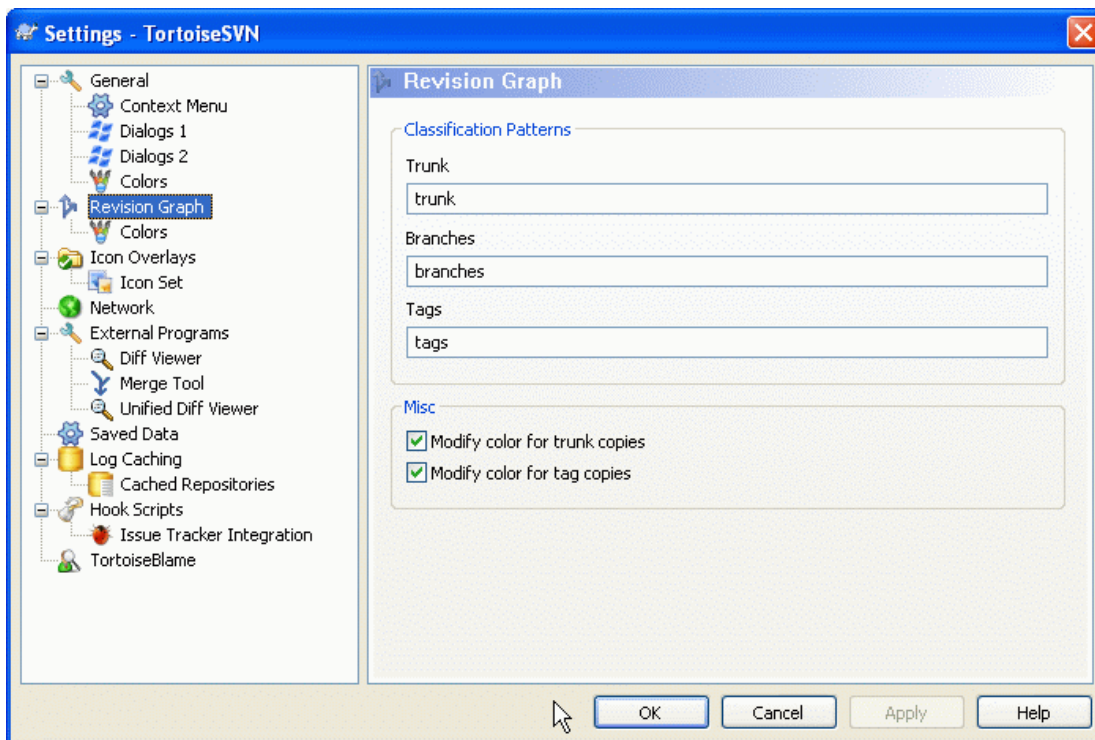 Settings - TortoiseSVN
General
Context Menu
Dialogs 1
Dialogs 2
Colors
Revision Graph
Colors
Icon Overlays
Icon Set
Network
External Programs
Diff Viewer
Merge Tool
Unified Diff Viewer
Saved Data
Log Caching
Cached Repositories
Hook Scripts
Issue Tracker Integration
TortoiseBlame
Revision Graph
Classification Patterns
Trunk
trunk
Branches
branches
Tags
tags
Misc
Modify color for trunk copies
Modify color for tag copies
OK Cancel Apply Help